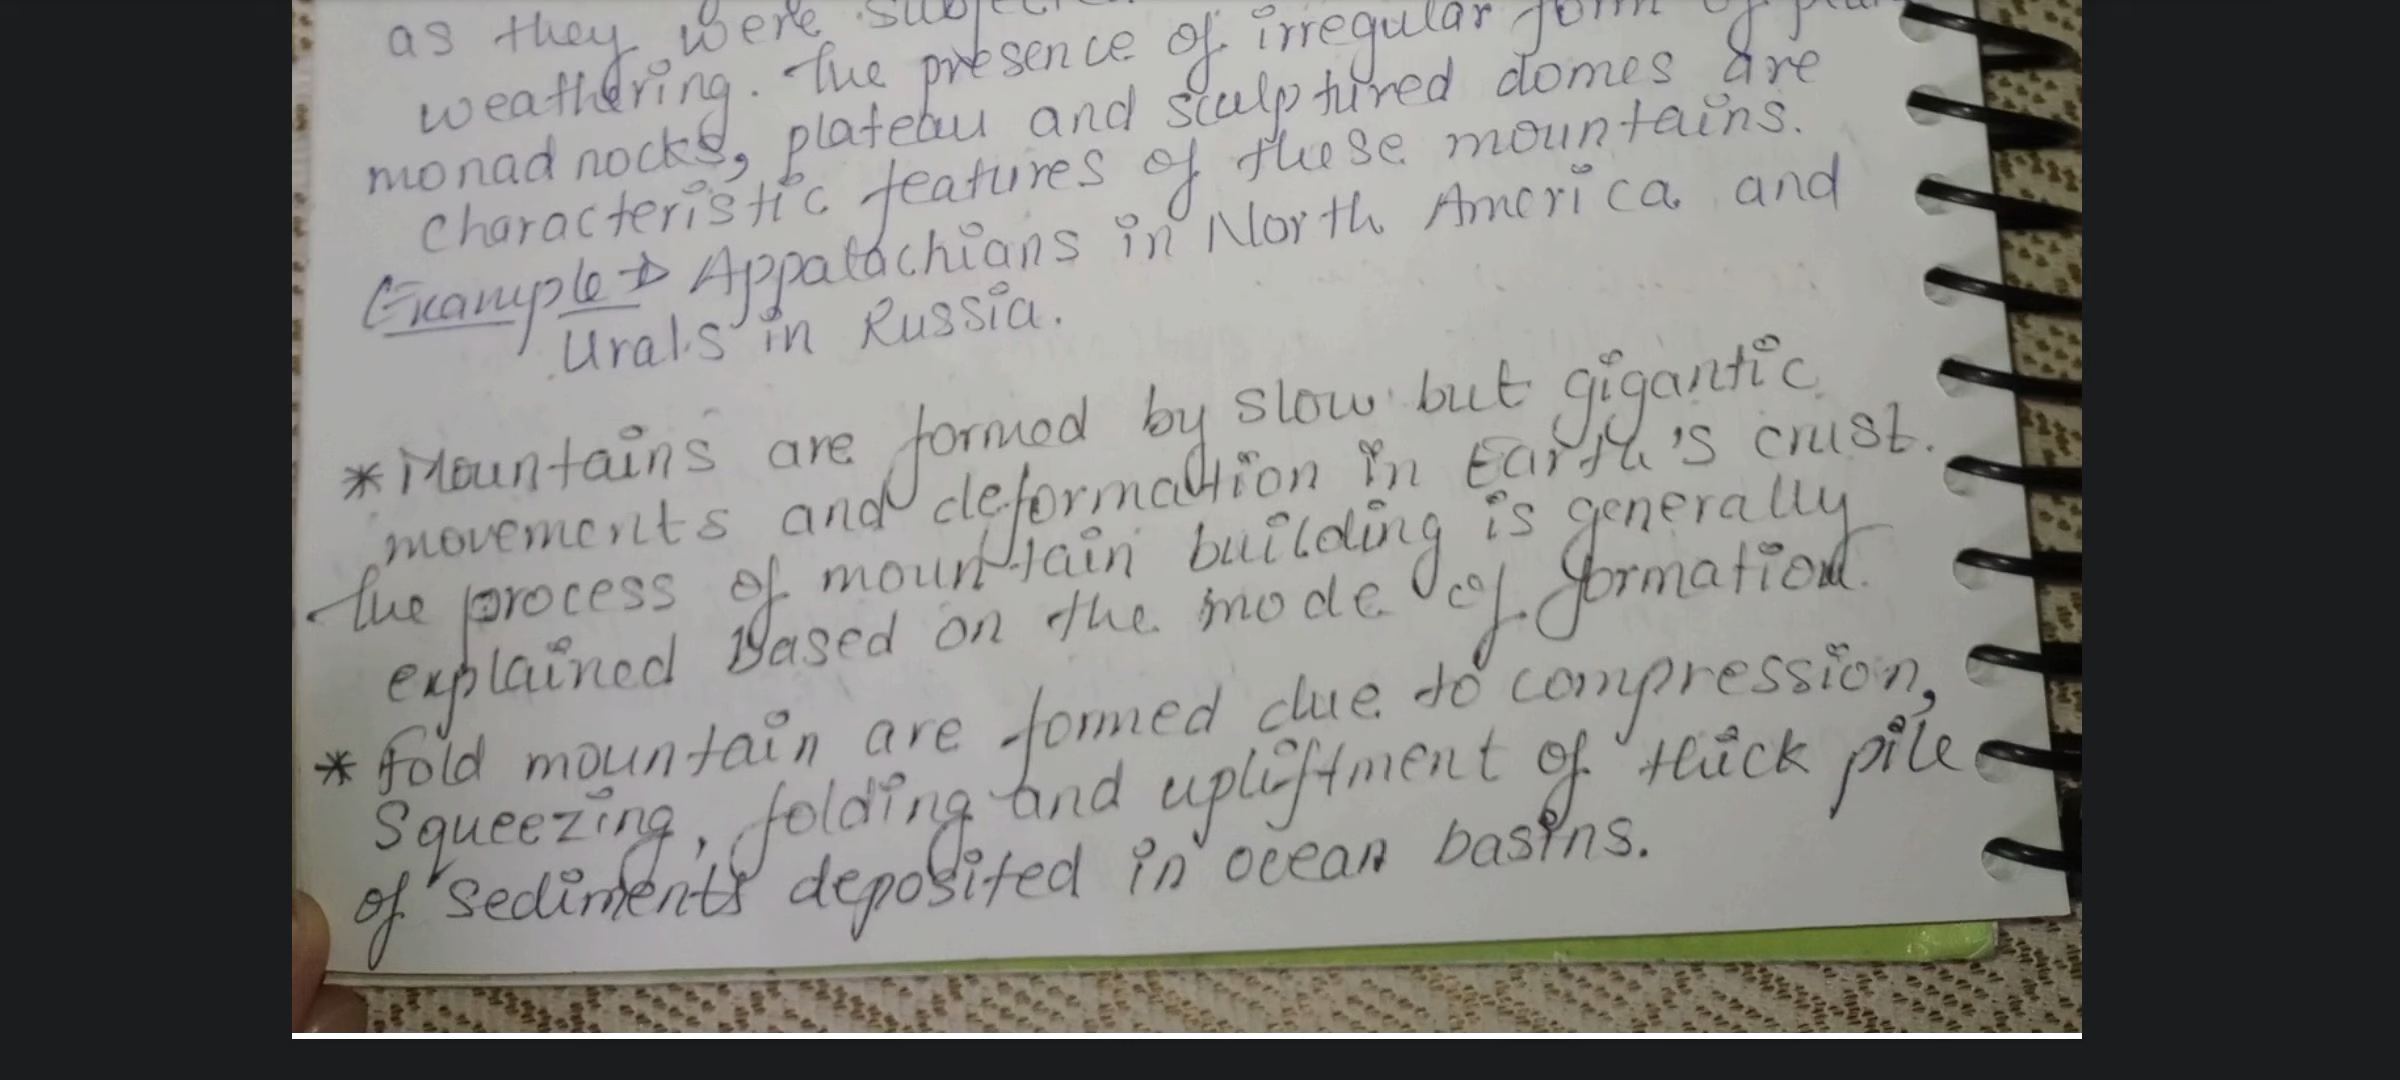 as they were
weathering. The presence of irregular form of
monadnocks, plateau and sculptured domes are
characteristic features of these mountains.
Example → Appalachians in North America and
Urals in Russia.
* Mountains are formed by slow but gigantic
movements and deformation in Earth's crust.
The process of mountain building is generally
explained Based on the mode of formation.
* fold mountain are formed due to compression,
Squeezing, folding and upliftment of thick pile
of sediments deposited in ocean basins.